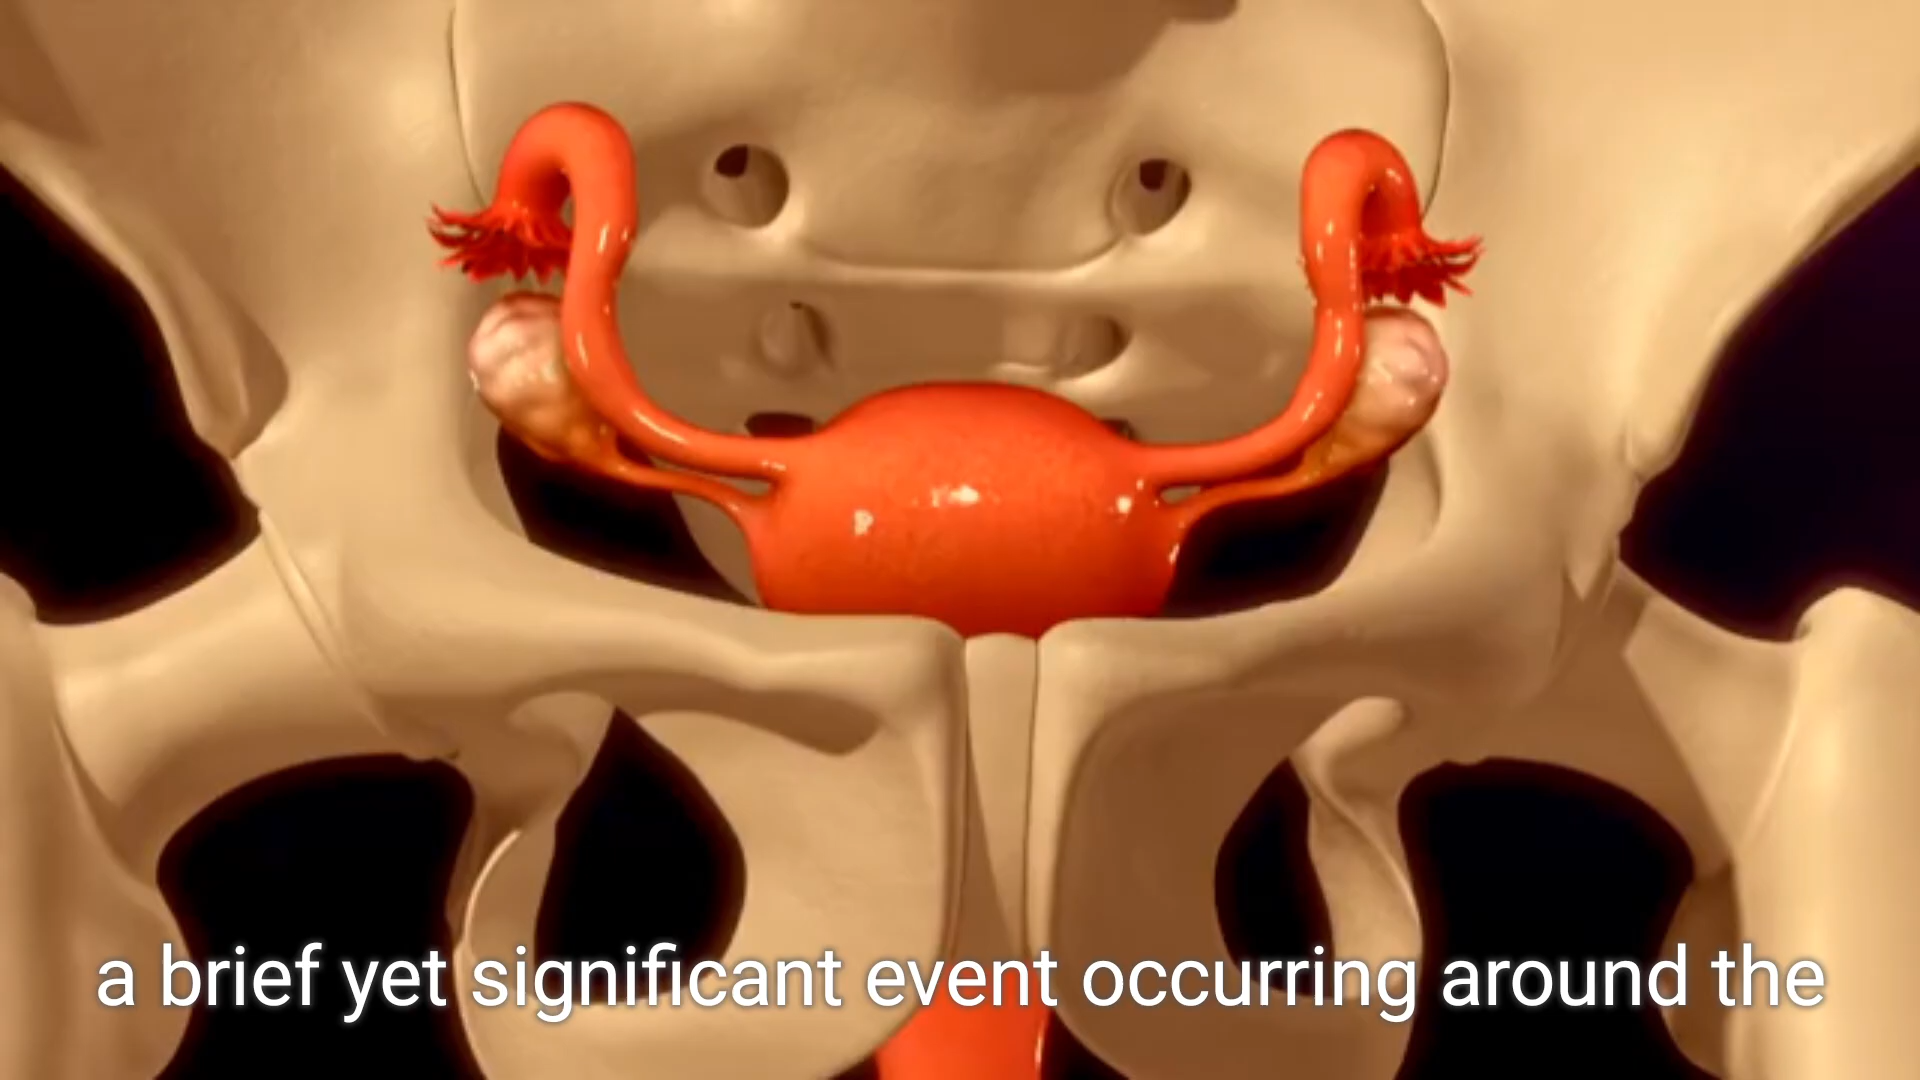 a brief yet significant event occurring around the